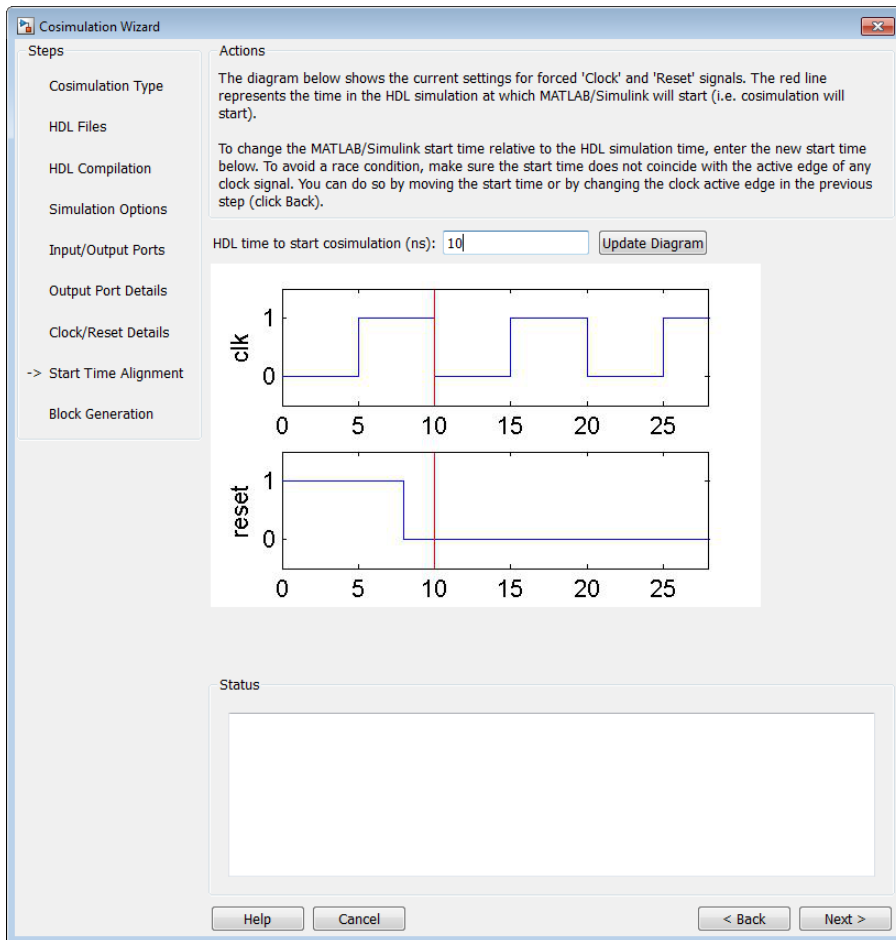 Cosimulation Wizard
Steps
Cosimulation Type
HDL Files
HDL Compilation
Simulation Options
Input/Output Ports
Output Port Details
Clock/Reset Details
-> Start Time Alignment
Block Generation
Actions
The diagram below shows the current settings for forced 'Clock' and 'Reset' signals. The red line
represents the time in the HDL simulation at which MATLAB/Simulink will start (i.e. cosimulation will
start).
To change the MATLAB/Simulink start time relative to the HDL simulation time, enter the new start time
below. To avoid a race condition, make sure the start time does not coincide with the active edge of any
clock signal. You can do so by moving the start time or by changing the clock active edge in the previous
step (click Back).
HDL time to start cosimulation (ns): 10 Update Diagram
clk
1
0
0 5 10 15 20 25
reset
1
0
0 5 10 15 20 25
Status
Help Cancel < Back Next >